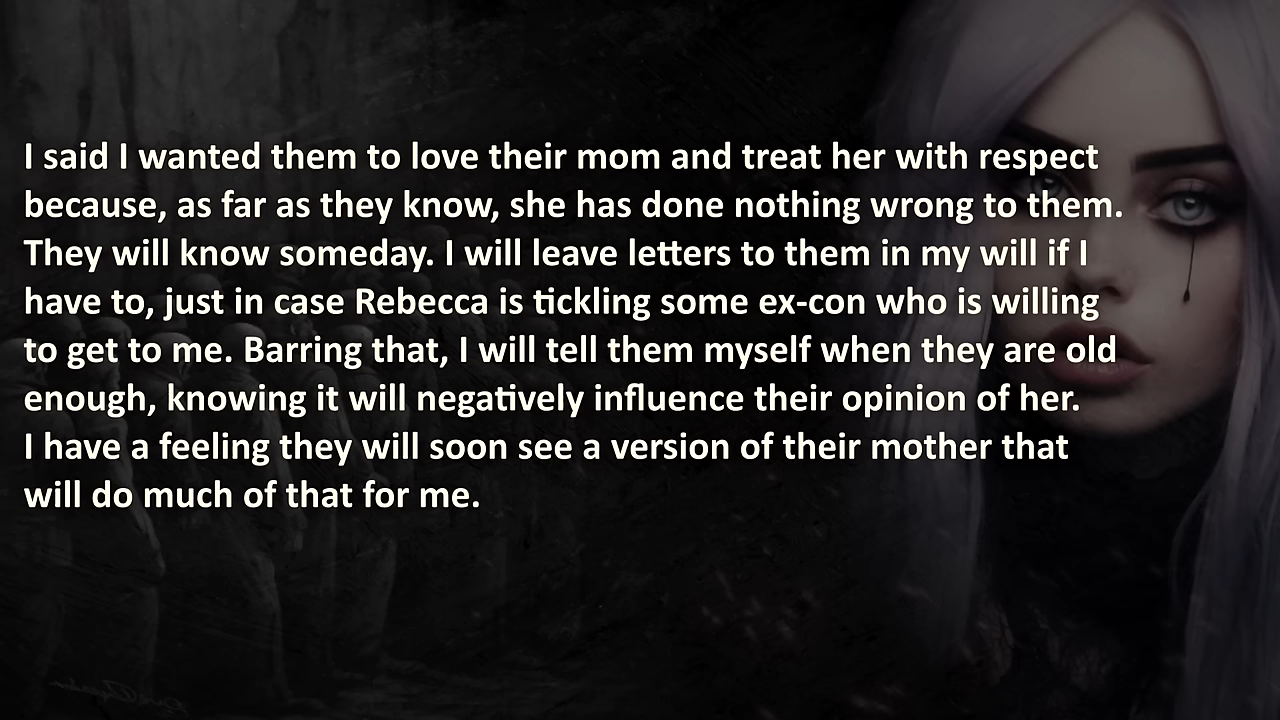 I said I wanted them to love their mom and treat her with respect
because, as far as they know, she has done nothing wrong to them.
They will know someday. I will leave letters to them in my will if I
have to, just in case Rebecca is tickling some ex-con who is willing
to get to me. Barring that, I will tell them myself when they are old
enough, knowing it will negatively influence their opinion of her.
I have a feeling they will soon see a version of their mother that
will do much of that for me.